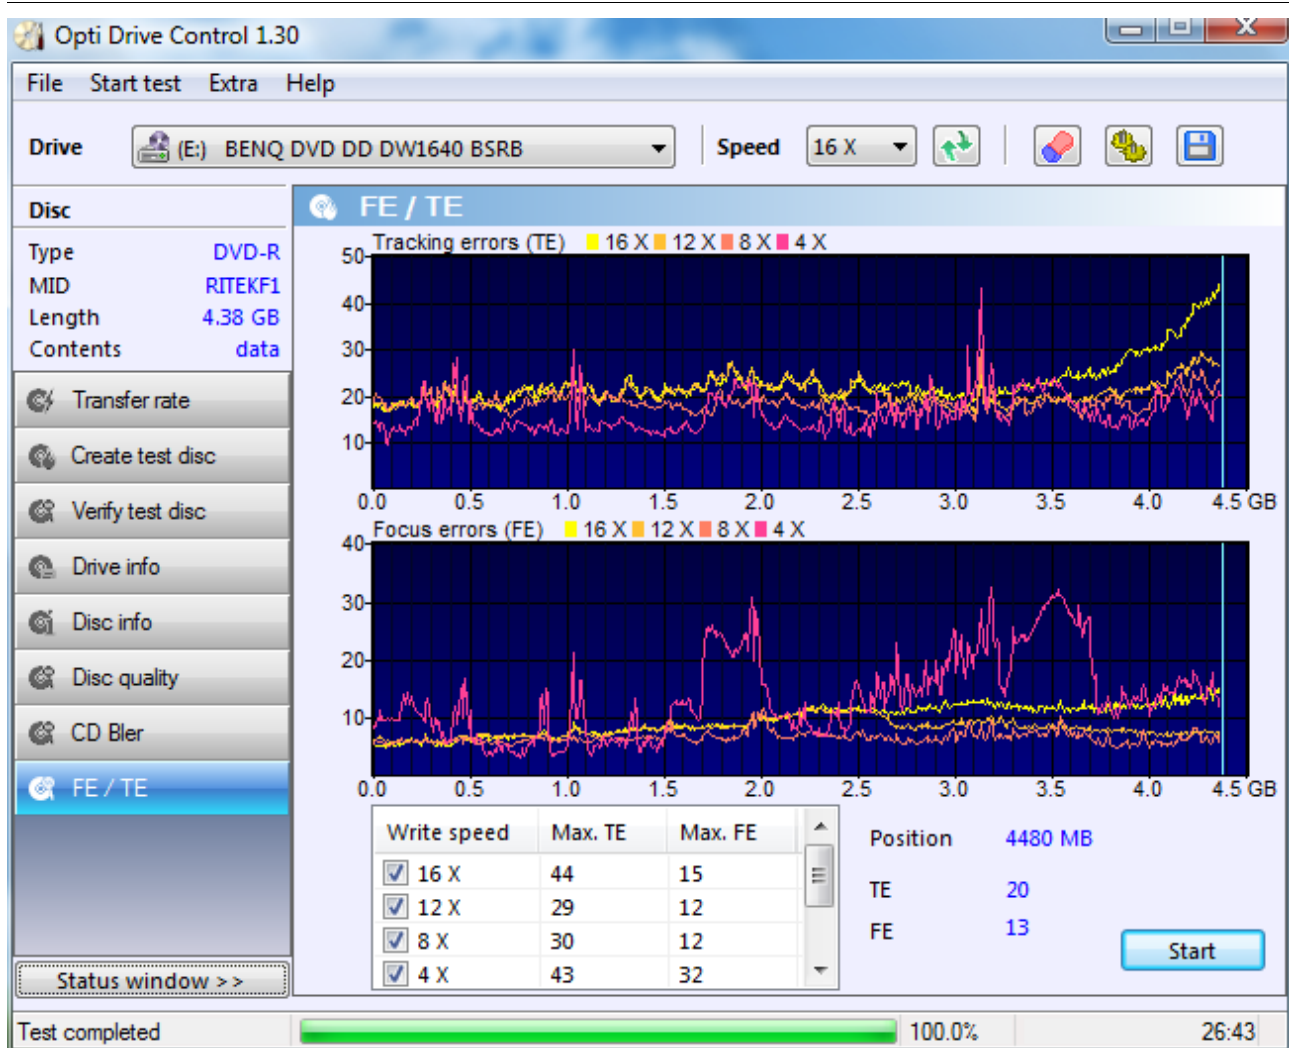 Opti Drive Control 1.30
File Start test Extra Help
Drive (E:) BENQ DVD DD DW1640 BSRB Speed 16 X
Disc
Type DVD-R
MID RITEKF1
Length 4.38 GB
Contents data
Transfer rate
Create test disc
Verify test disc
Drive info
Disc info
Disc quality
CD Bler
FE / TE
Status window >>
FE / TE
Tracking errors (TE) 16 X 12 X 8 X 4 X
50
40
30
20
10
0.0 0.5 1.0 1.5 2.0 2.5 3.0 3.5 4.0 4.5 GB
Focus errors (FE) 16 X 12 X 8 X 4 X
40
30
20
10
0.0 0.5 1.0 1.5 2.0 2.5 3.0 3.5 4.0 4.5 GB
Write speed Max. TE Max. FE
16 X 44 15
12 X 29 12
8 X 30 12
4 X 43 32
Position 4480 MB
TE 20
FE 13
Start
Test completed 100.0% 26:43